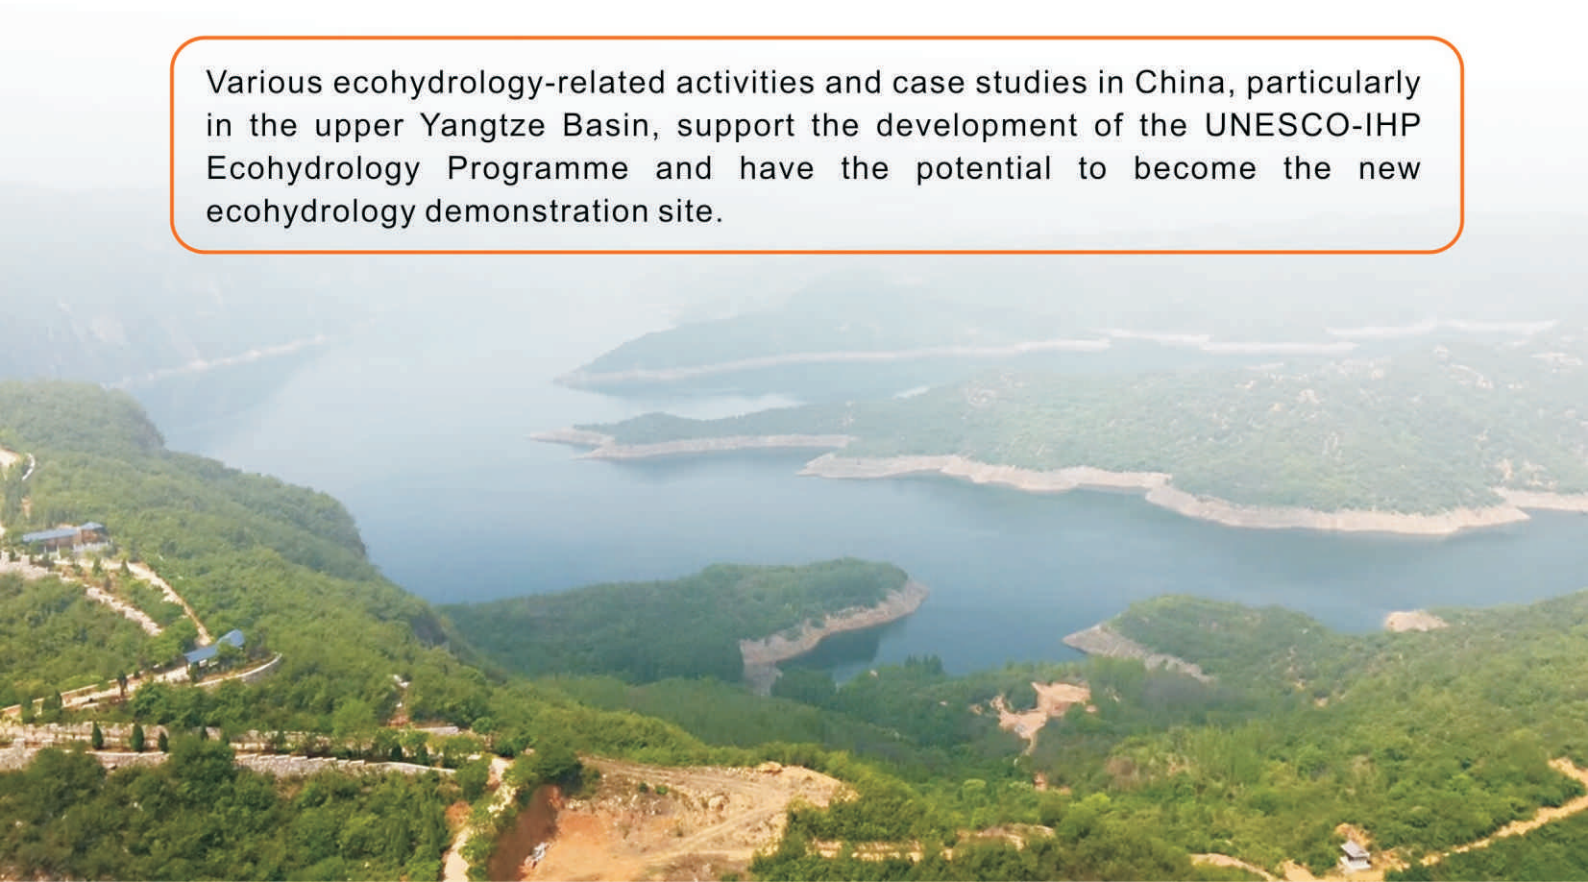 Various ecohydrology-related activities and case studies in China, particularly
in the upper Yangtze Basin, support the development of the UNESCO-IHP
Ecohydrology Programme and have the potential to become the new
ecohydrology demonstration site.